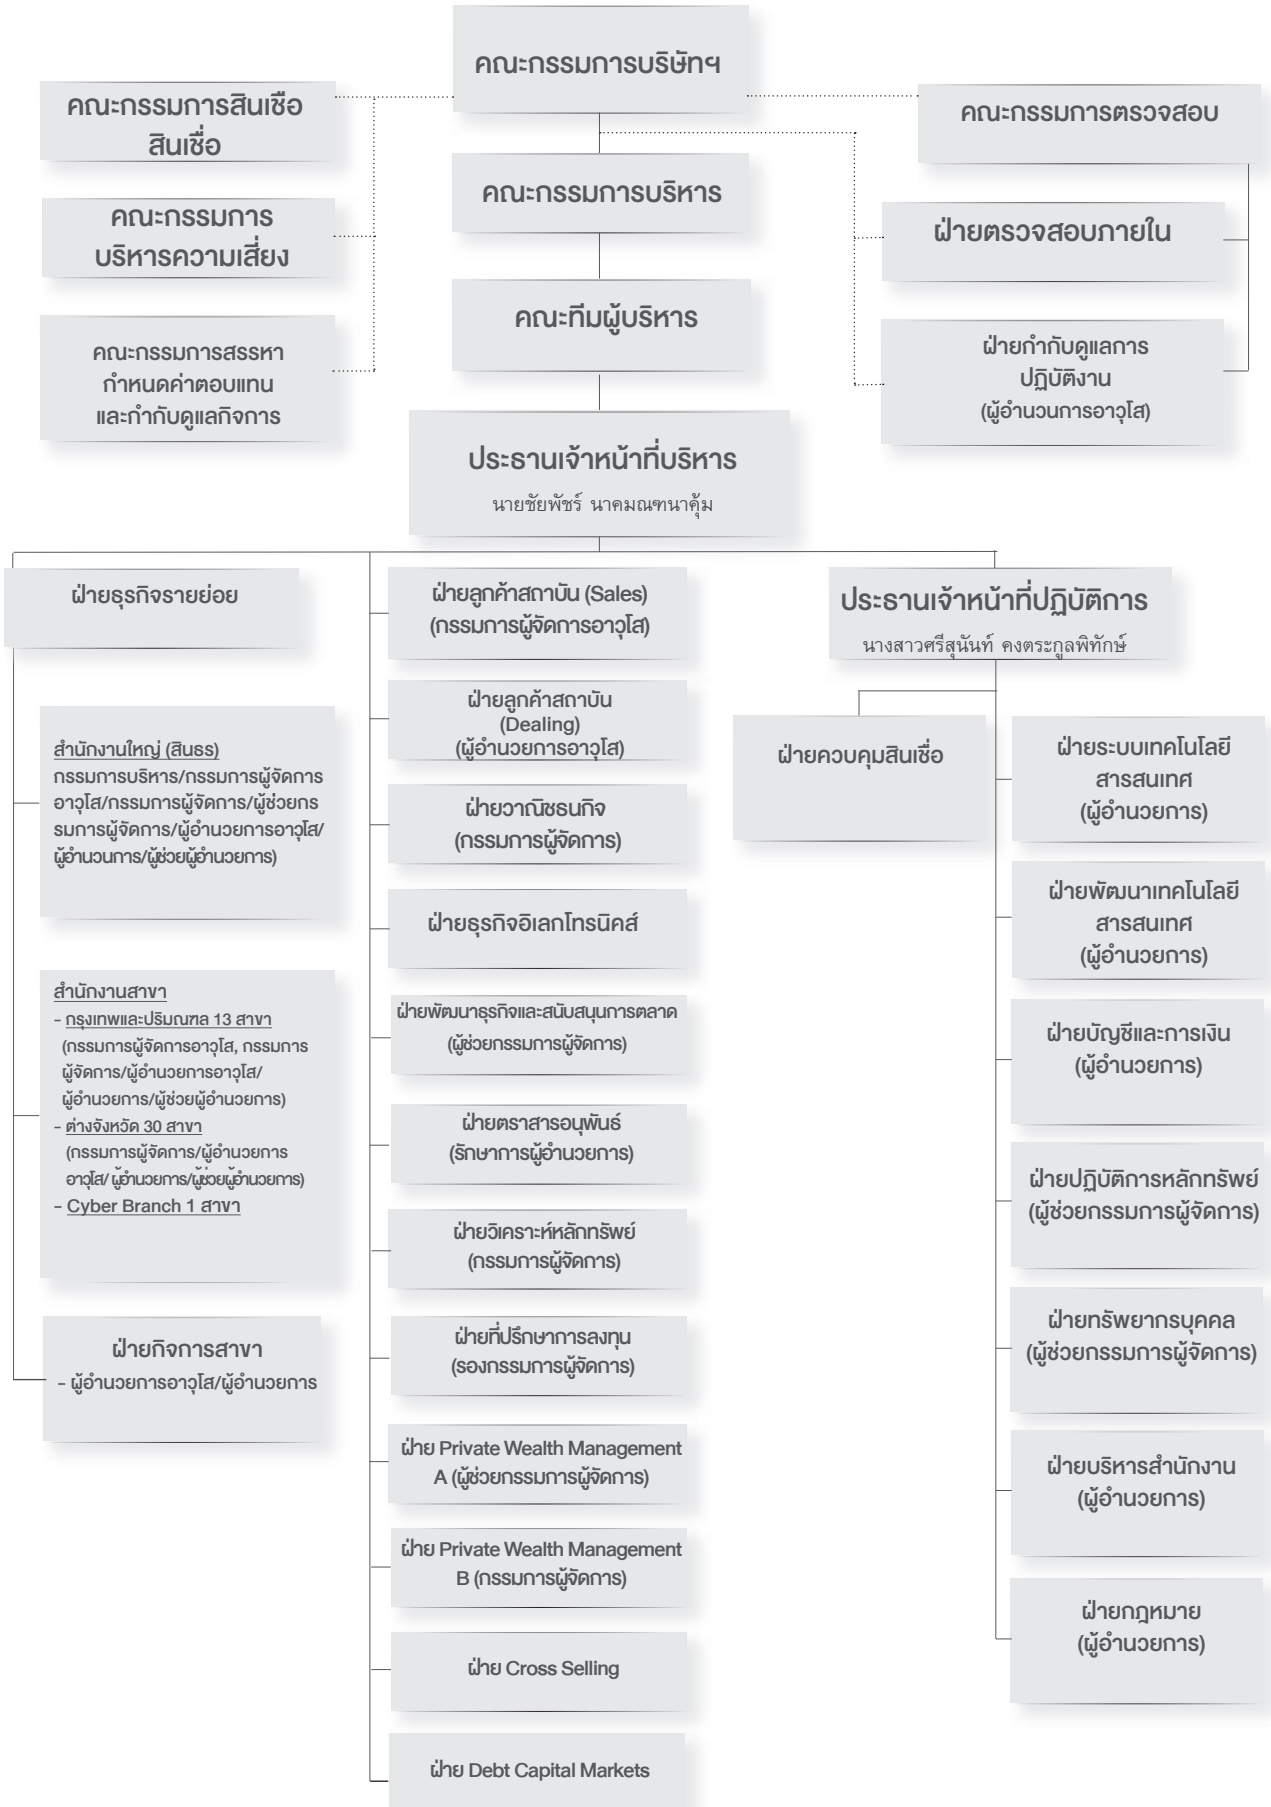 คณะกรรมการบริษัทฯ
คณะกรรมการสินเชือ
สินเชื่อ
คณะกรรมการตรวจสอบ
คณะกรรมการบริหาร
คณะกรรมการ
บริหารความเสี่ยง
ฝ่ายตรวจสอบภายใน
คณะทีมผู้บริหาร
คณะกรรมการสรรหา
กำหนดค่าตอบแทน
และกำกับดูแลกิจการ
ฝ่ายกำกับดูแลการ
ปฏิบัติงาน
(ผู้อำนวนการอาวุโส)
ประธานเจ้าหน้าที่บริหาร
นายชัยพัชร์ นาคมณฑนาคุ้ม
ฝ่ายธุรกิจรายย่อย
สำนักงานใหญ่ (สินธร)
กรรมการบริหาร/กรรมการผู้จัดการ
อาวุโส/กรรมการผู้จัดการ/ผู้ช่วยกร
รมการผู้จัดการ/ผู้อำนวยการอาวุโส/
ผู้อำนวนการ/ผู้ช่วยผู้อำนวยการ)
สำนักงานสาขา
- กรุงเทพและปริมณฑล 13 สาขา
(กรรมการผู้จัดการอาวุโส, กรรมการ
ผู้จัดการ/ผู้อำนวยการอาวุโส/
ผู้อำนวยการ/ผู้ช่วยผู้อำนวยการ)
- ต่างจังหวัด 30 สาขา
(กรรมการผู้จัดการ/ผู้อำนวยการ
อาวุโส/ ผู้อำนวยการ/ผู้ช่วยผู้อำนวยการ)
- Cyber Branch 1 สาขา
ฝ่ายกิจการสาขา
- ผู้อำนวยการอาวุโส/ผู้อำนวยการ
ฝ่ายลูกค้าสถาบัน (Sales)
(กรรมการผู้จัดการอาวุโส)
ฝ่ายลูกค้าสถาบัน
(Dealing)
(ผู้อำนวยการอาวุโส)
ฝ่ายวาณิชธนกิจ
(กรรมการผู้จัดการ)
ฝ่ายธุรกิจอิเลกโทรนิคส์
ฝ่ายพัฒนาธุรกิจและสนับสนุนการตลาด
(ผู้ช่วยกรรมการผู้จัดการ)
ฝ่ายตราสารอนุพันธ์
(รักษาการผู้อำนวยการ)
ฝ่ายวิเคราะห์หลักทรัพย์
(กรรมการผู้จัดการ)
ฝ่ายที่ปรึกษาการลงทุน
(รองกรรมการผู้จัดการ)
ฝ่าย Private Wealth Management
A (ผู้ช่วยกรรมการผู้จัดการ)
ฝ่าย Private Wealth Management
B (กรรมการผู้จัดการ)
ฝ่าย Cross Selling
ฝ่าย Debt Capital Markets
ประธานเจ้าหน้าที่ปฏิบัติการ
นางสาวศรีสุนันท์ คงตระกูลพิทักษ์
ฝ่ายควบคุมสินเชื่อ
ฝ่ายระบบเทคโนโลยี
สารสนเทศ
(ผู้อำนวยการ)
ฝ่ายพัฒนาเทคโนโลยี
สารสนเทศ
(ผู้อำนวยการ)
ฝ่ายบัญชีและการเงิน
(ผู้อำนวยการ)
ฝ่ายปฏิบัติการหลักทรัพย์
(ผู้ช่วยกรรมการผู้จัดการ)
ฝ่ายทรัพยากรบุคคล
(ผู้ช่วยกรรมการผู้จัดการ)
ฝ่ายบริหารสำนักงาน
(ผู้อำนวยการ)
ฝ่ายกฎหมาย
(ผู้อำนวยการ)